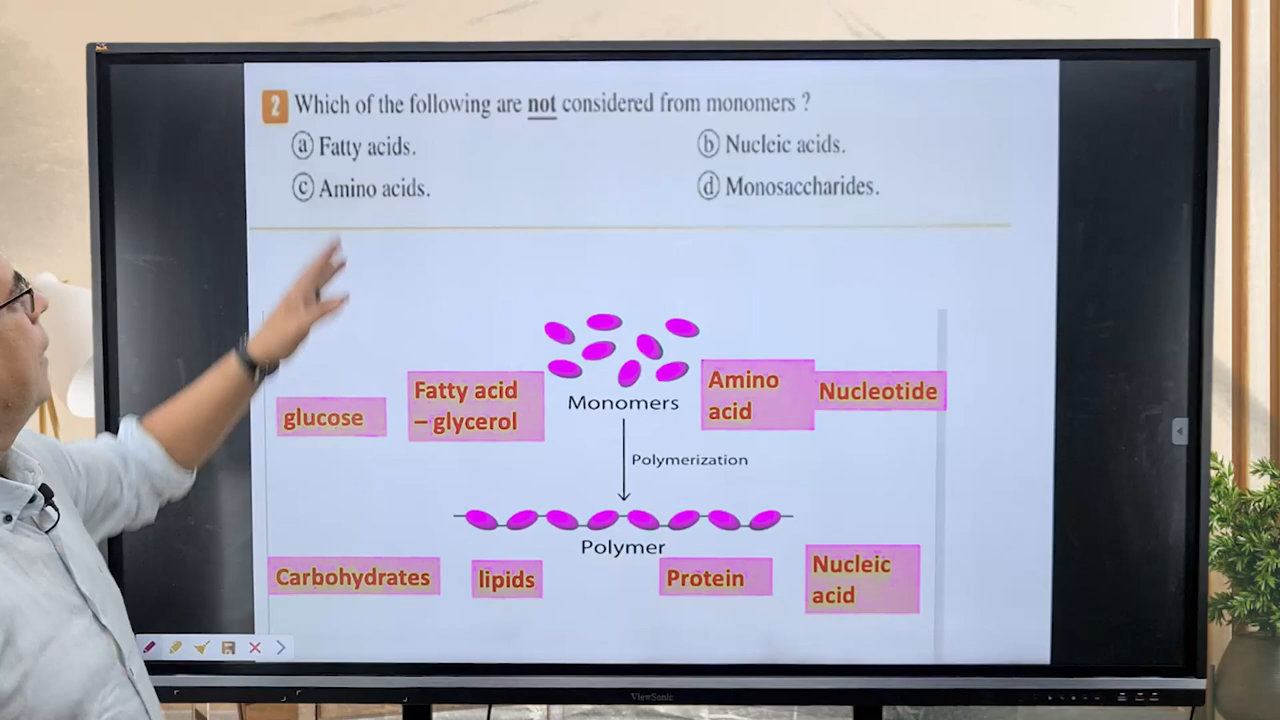 2 Which of the following are not considered from monomers ?
a Fatty acids.
b Nucleic acids.
c Amino acids.
d Monosaccharides.
glucose
Fatty acid
– glycerol
Monomers
Amino
acid
Nucleotide
Polymerization
Polymer
Carbohydrates
lipids
Protein
Nucleic
acid
ViewSonic